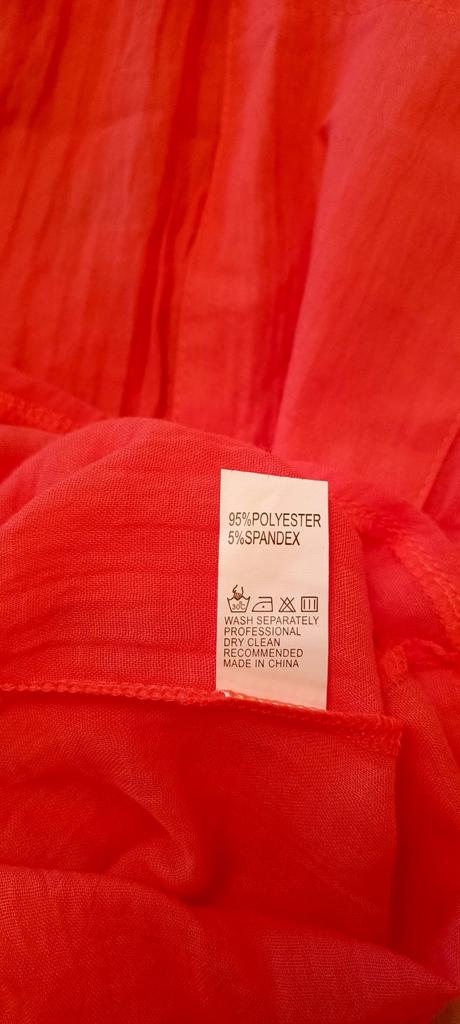 95%POLYESTER
5%SPANDEX
30℃
WASH SEPARATELY
PROFESSIONAL
DRY CLEAN
RECOMMENDED
MADE IN CHINA